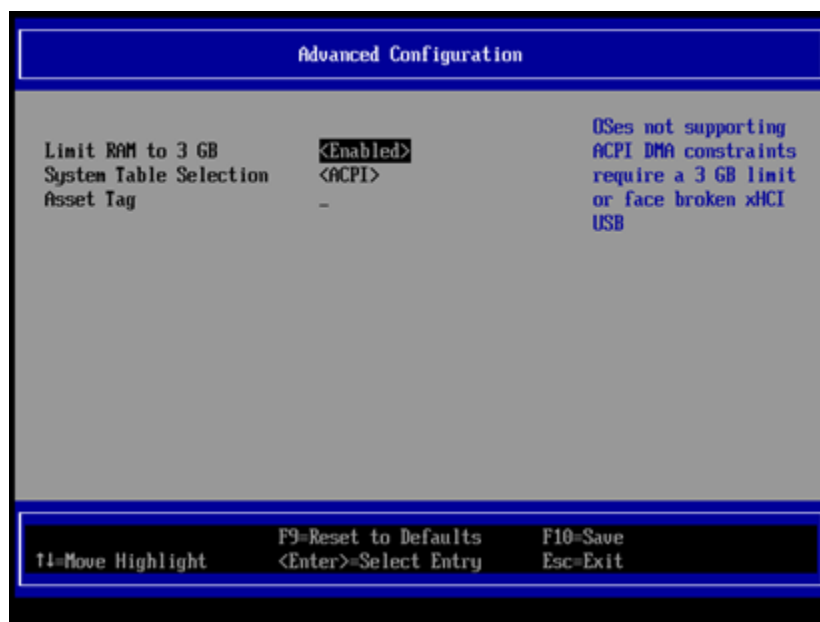 Advanced Configuration
Limit RAM to 3 GB <Enabled>
System Table Selection <ACPI>
Asset Tag _
OSes not supporting
ACPI DMA constraints
require a 3 GB limit
or face broken xHCI
USB
F9=Reset to Defaults F10=Save
↑↓=Move Highlight <Enter>=Select Entry Esc=Exit